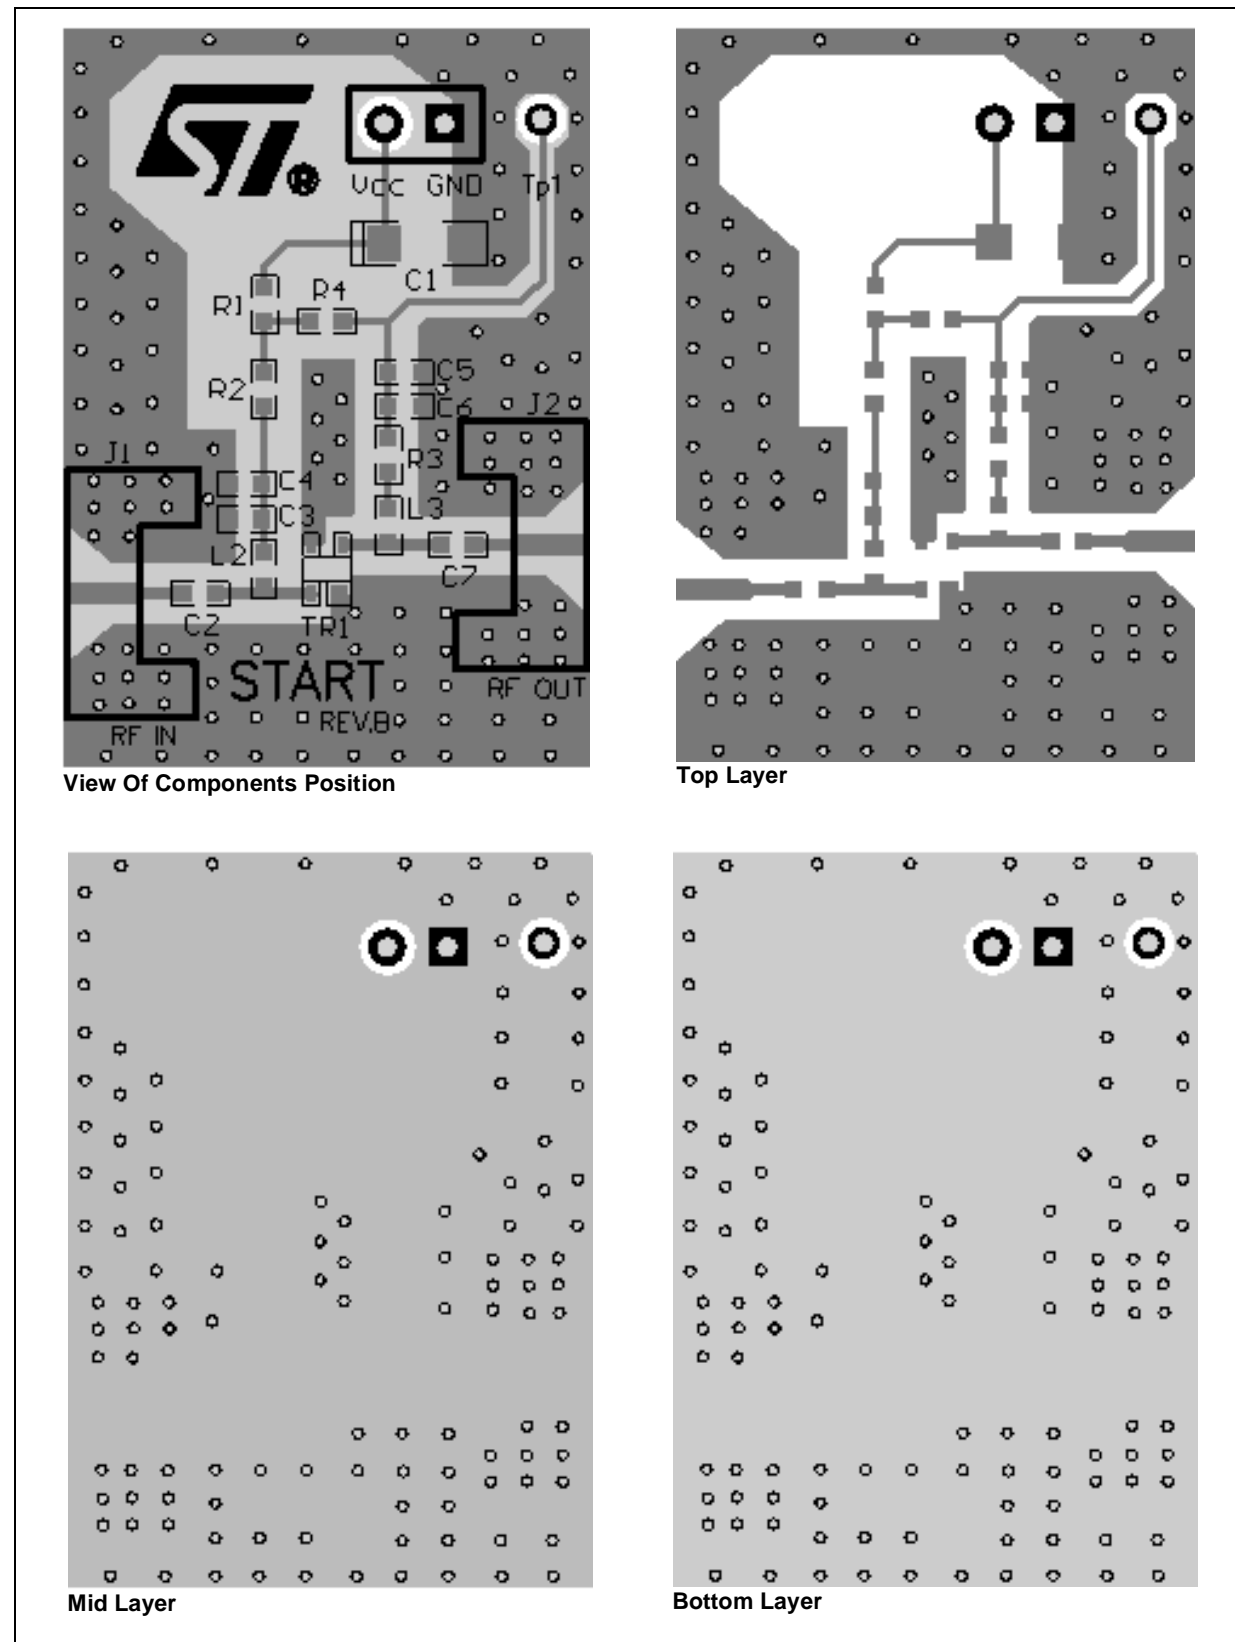 ST®
Vcc GND Tp1
C1
R1 R4
R2 C5
C6 J2
J1 R3
C4
C3 L3
L2
C7
C2 TR1
START
RF OUT
REV.B
RF IN
View Of Components Position
Top Layer
Mid Layer
Bottom Layer